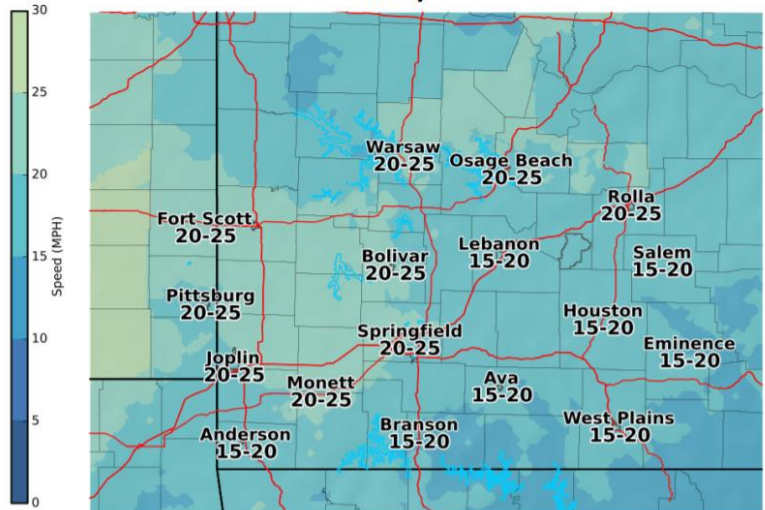 30
25
20
15
10
5
0
Speed (MPH)
Warsaw
20-25
Osage Beach
20-25
Rolla
20-25
Fort Scott
20-25
Bolivar
20-25
Lebanon
15-20
Salem
15-20
Pittsburg
20-25
Houston
15-20
Springfield
20-25
Eminence
15-20
Joplin
20-25
Monett
20-25
Ava
15-20
Branson
15-20
West Plains
15-20
Anderson
15-20